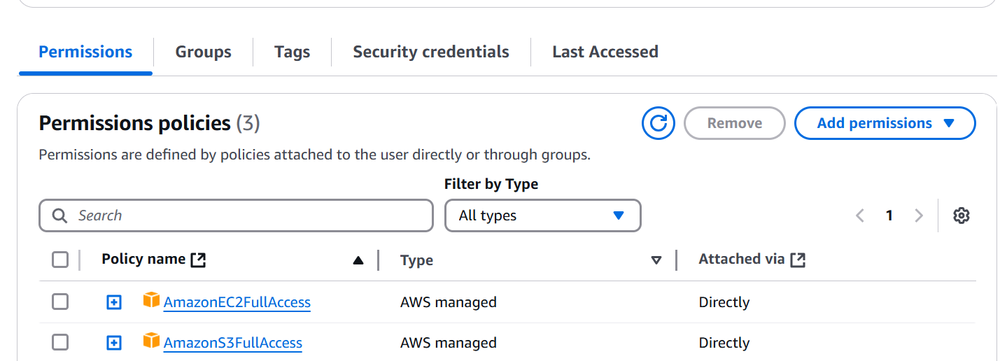 Permissions Groups Tags Security credentials Last Accessed
Permissions policies (3) Remove Add permissions
Permissions are defined by policies attached to the user directly or through groups.
Filter by Type
Search All types 1
Policy name Type Attached via
AmazonEC2FullAccess AWS managed Directly
AmazonS3FullAccess AWS managed Directly